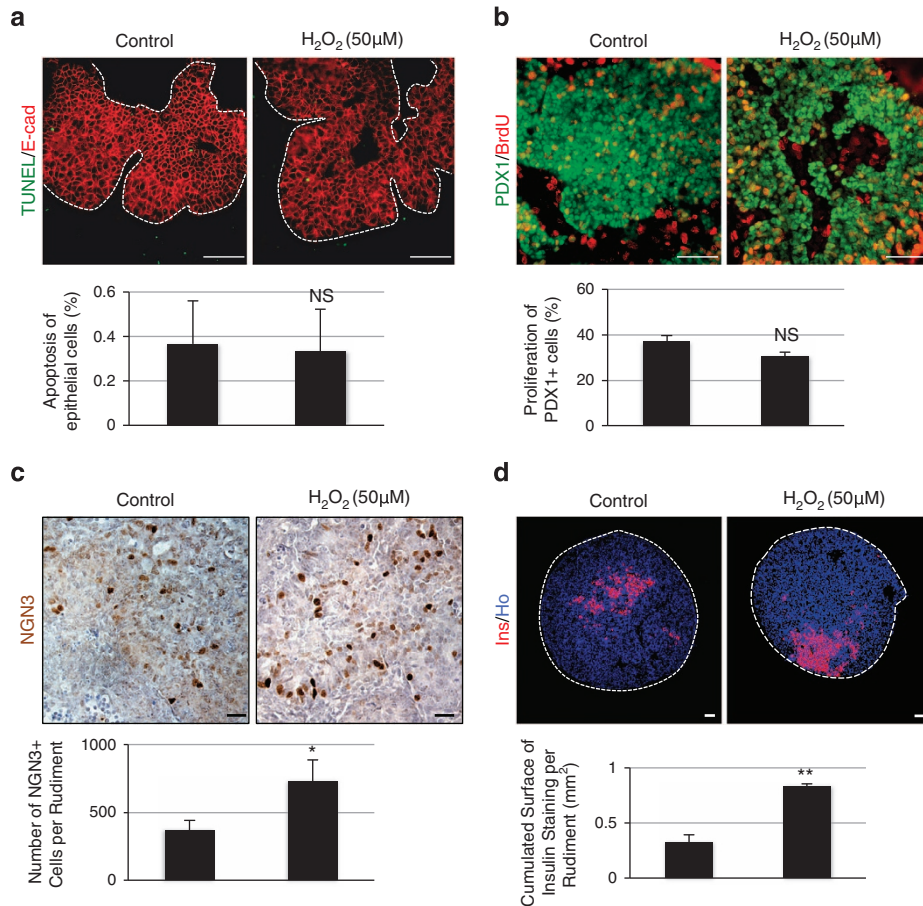 a
Control
H₂O₂ (50µM)
TUNEL/E-cad
Apoptosis of
epithelial cells (%)
0.6
0.4
0.2
0
NS
b
Control
H₂O₂ (50µM)
PDX1/BrdU
Proliferation of
PDX1+ cells (%)
60
40
20
0
NS
c
Control
H₂O₂ (50µM)
NGN3
Number of NGN3+
Cells per Rudiment
1000
500
0
*
d
Control
H₂O₂ (50µM)
Ins/Ho
Cumulated Surface of
Insulin Staining per
Rudiment (mm²)
1
0.5
0
**